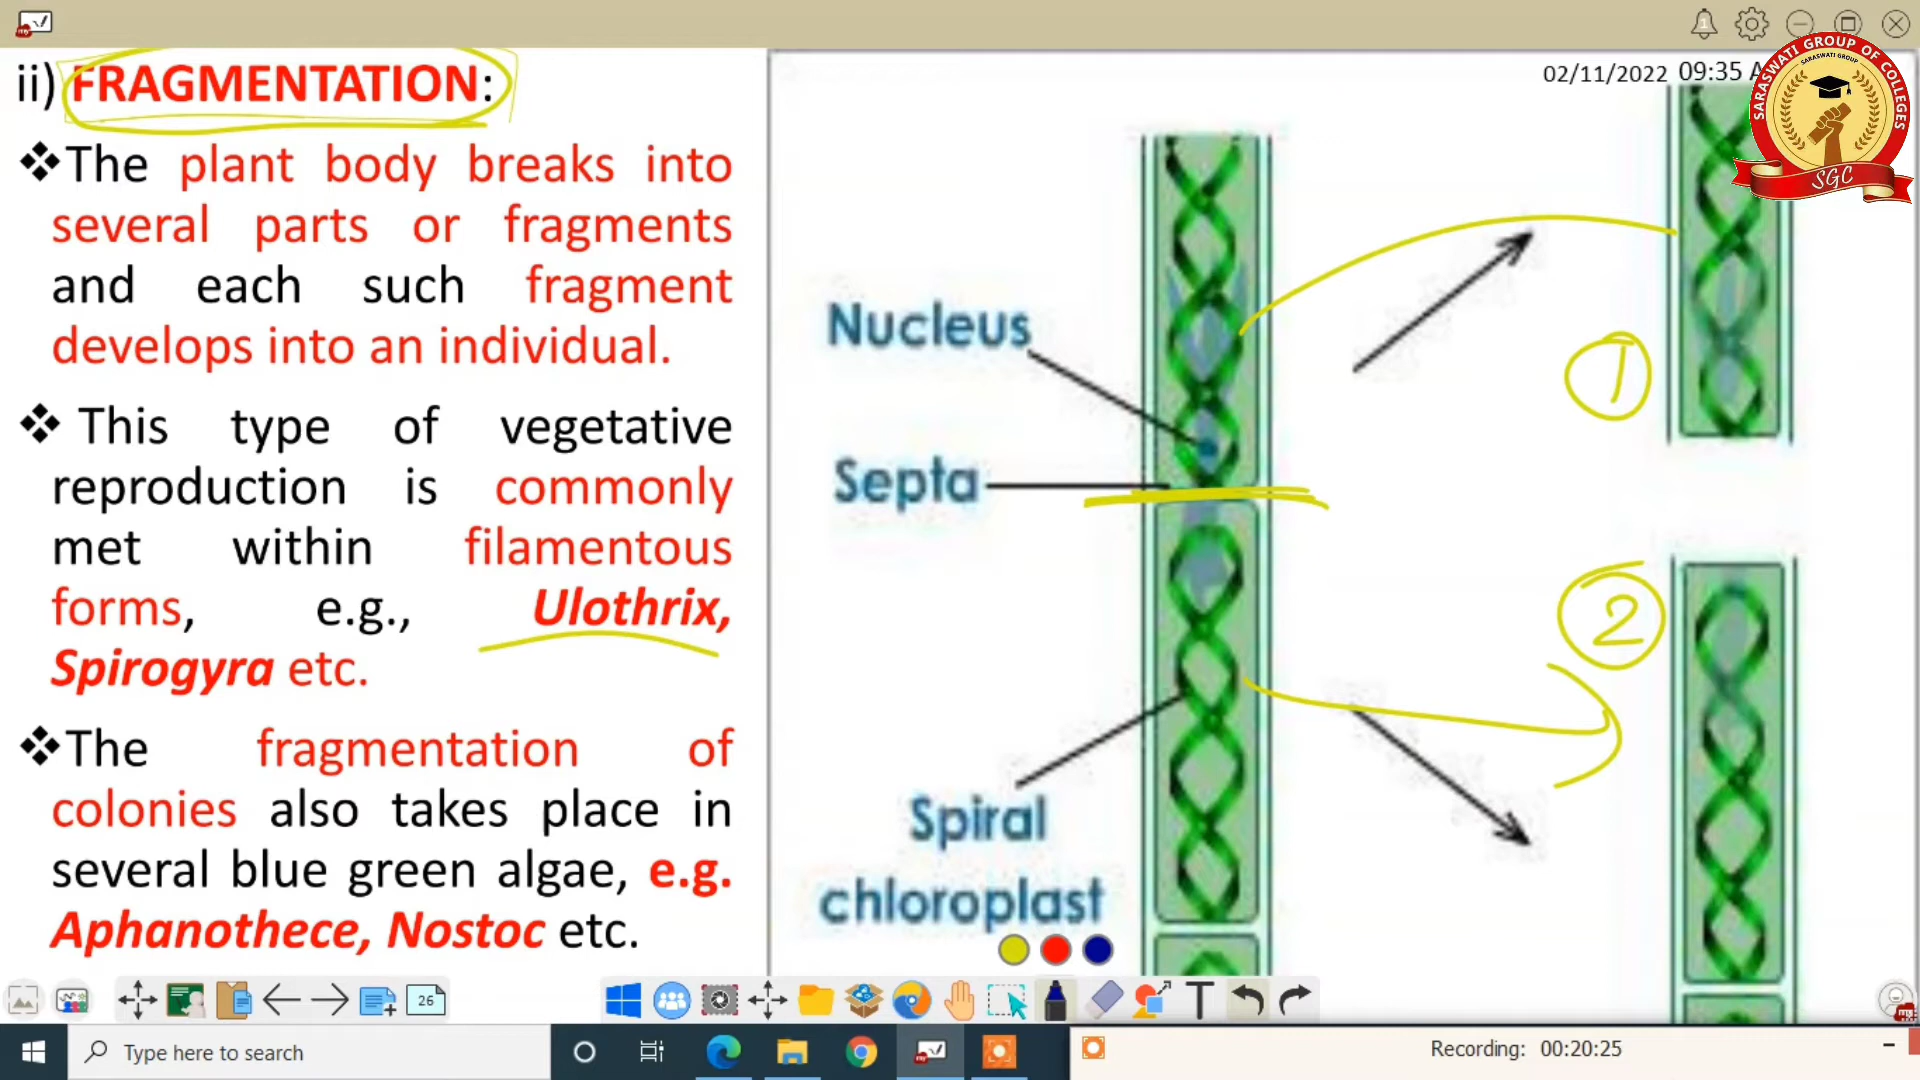 ii) FRAGMENTATION:
❖The plant body breaks into
several parts or fragments
and each such fragment
develops into an individual.
❖ This type of vegetative
reproduction is commonly
met within filamentous
forms, e.g., Ulothrix,
Spirogyra etc.
❖The fragmentation of
colonies also takes place in
several blue green algae, e.g.
Aphanothece, Nostoc etc.
02/11/2022 09:35 A
SARASWATI GROUP OF COLLEGES
SARASWATI GROUP
SGC
Nucleus
Septa
Spiral
chloroplast
1
2
26
T
Type here to search
Recording: 00:20:25